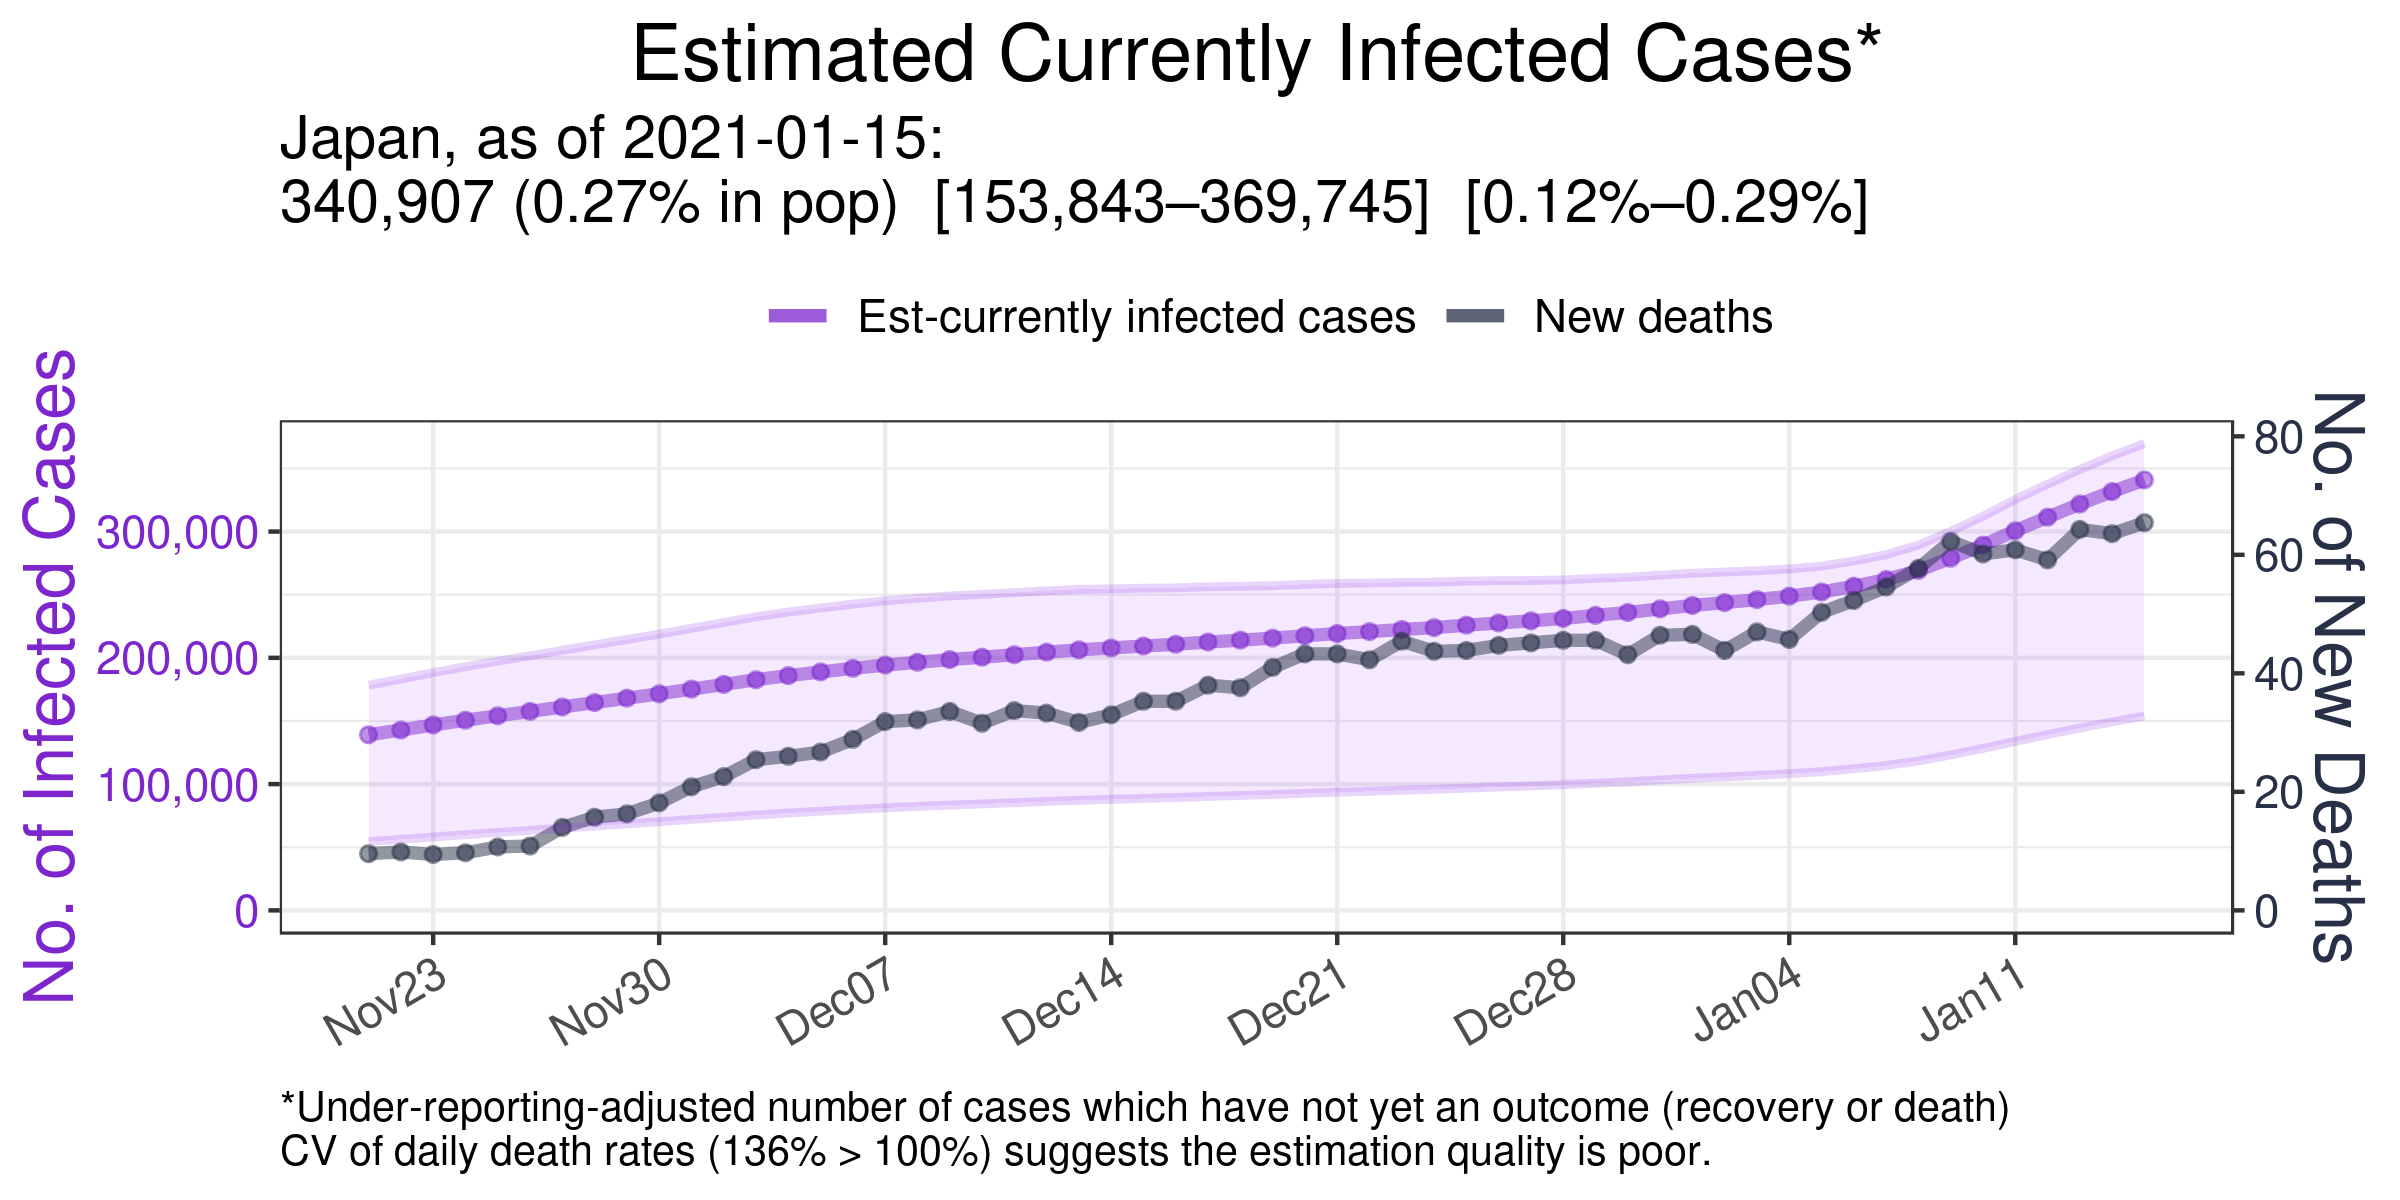 Estimated Currently Infected Cases*
Japan, as of 2021-01-15:
340,907 (0.27% in pop)  [153,843–369,745]  [0.12%–0.29%]
Est-currently infected cases
New deaths
No. of Infected Cases
300,000
200,000
100,000
0
80
60
40
20
0
No. of New Deaths
Nov23
Nov30
Dec07
Dec14
Dec21
Dec28
Jan04
Jan11
*Under-reporting-adjusted number of cases which have not yet an outcome (recovery or death)
CV of daily death rates (136% > 100%) suggests the estimation quality is poor.